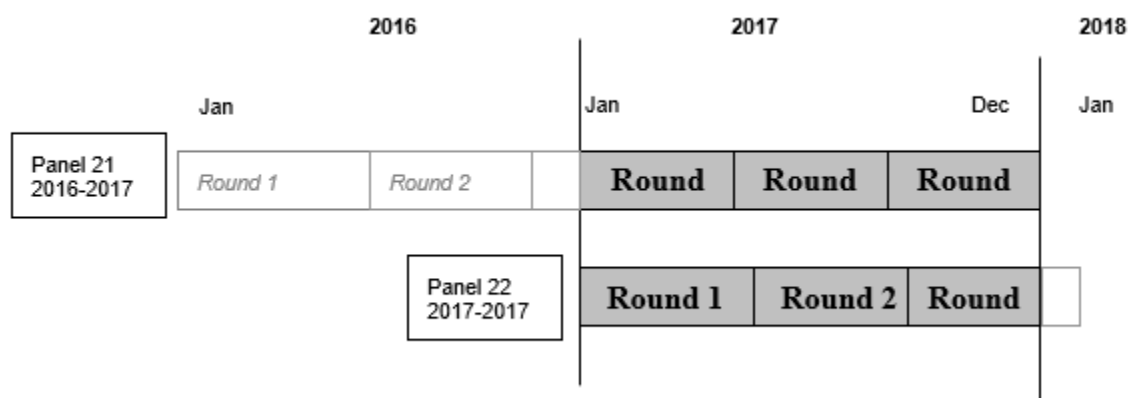 2016 2017 2018
Jan Jan Dec Jan
Panel 21
2016-2017
Round 1 Round 2 Round Round Round
Panel 22
2017-2017
Round 1 Round 2 Round